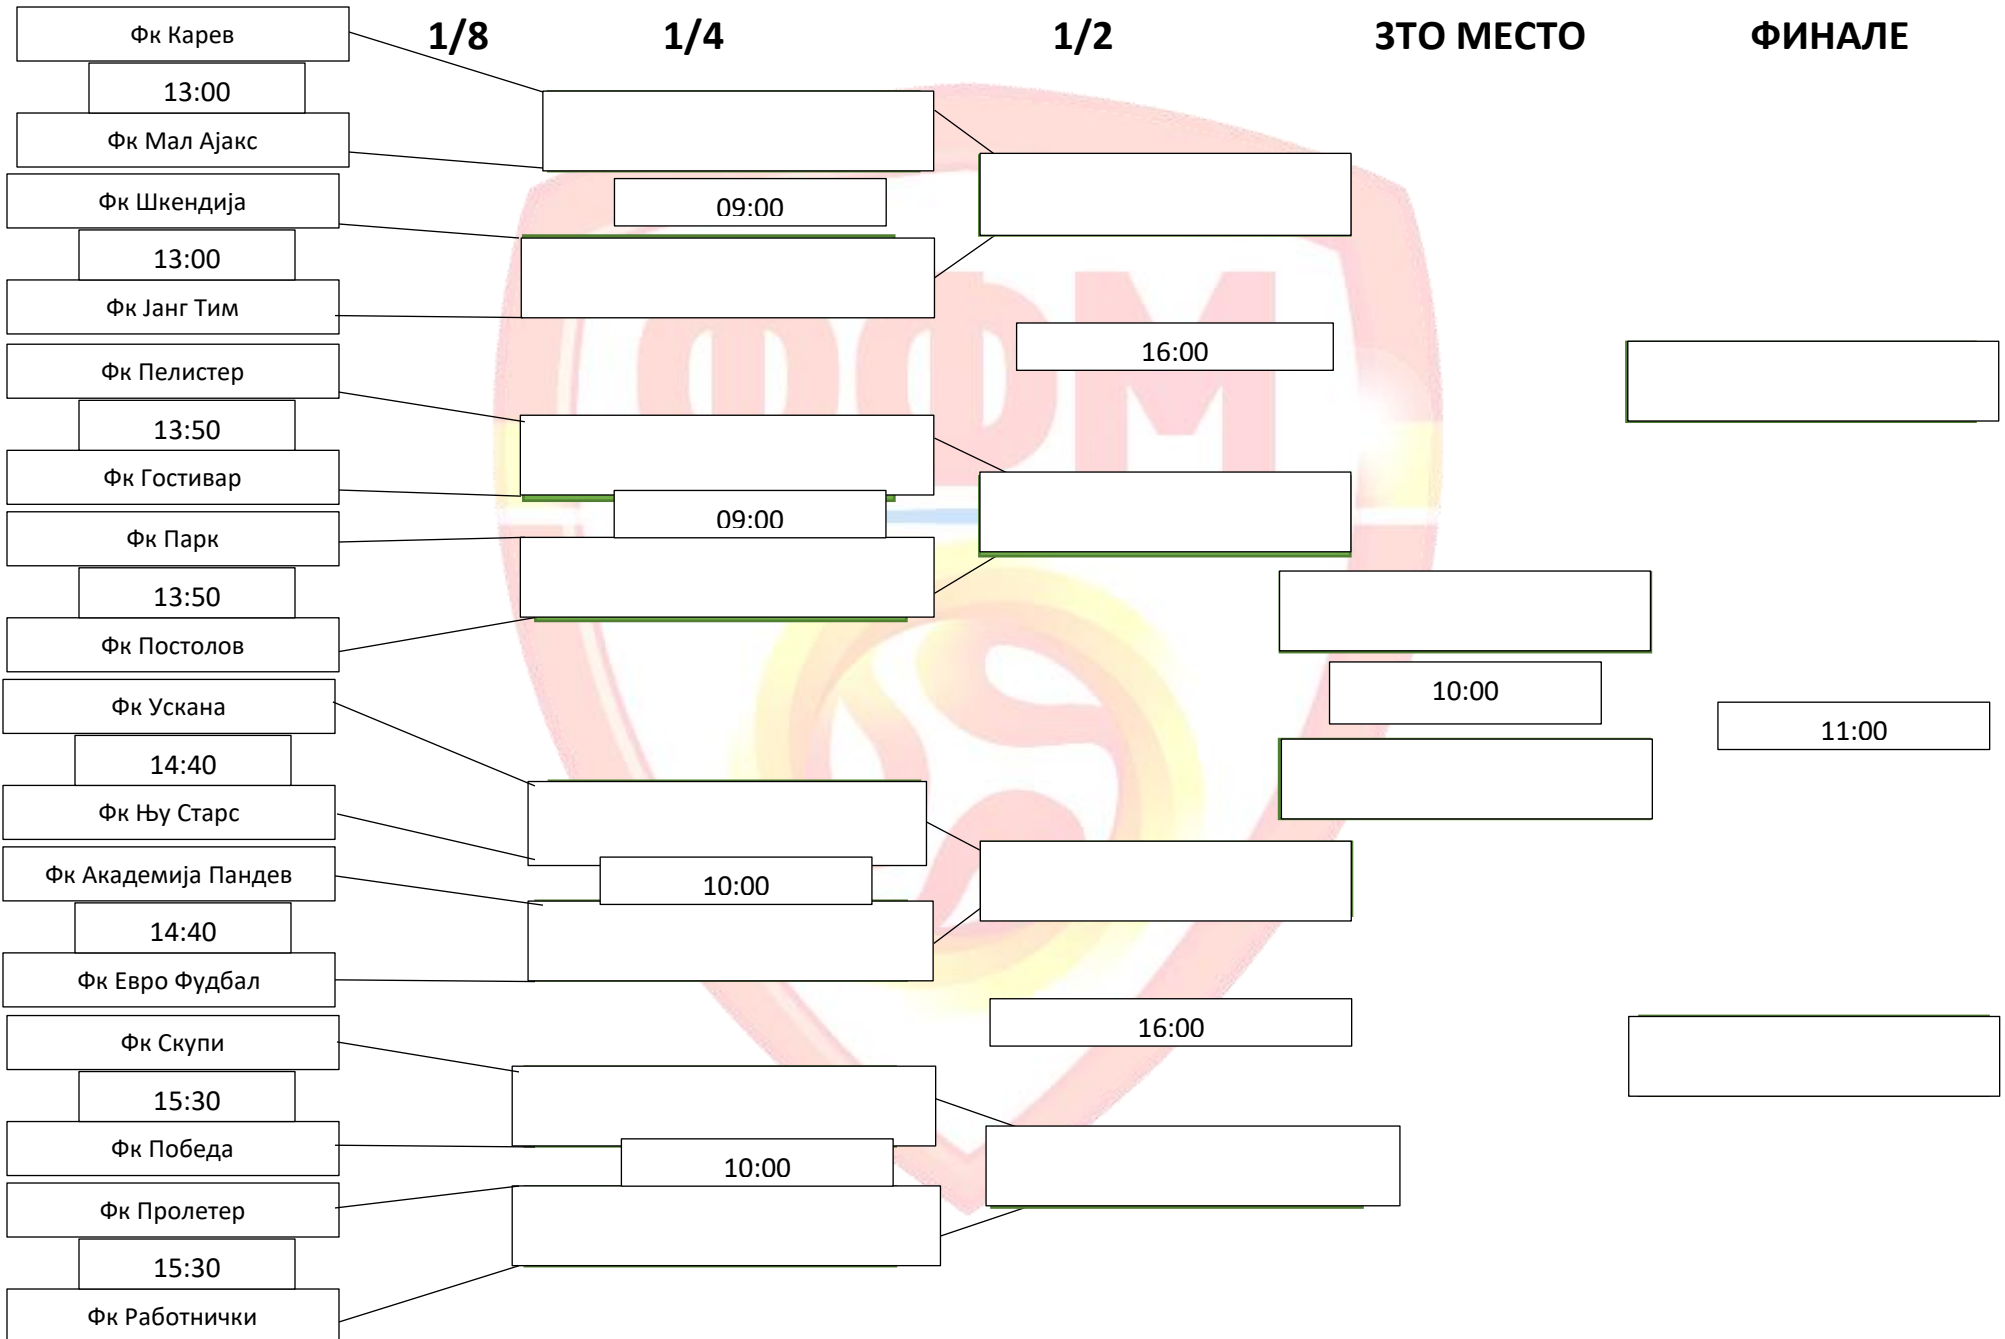 1/8 1/4 1/2 3ТО МЕСТО ФИНАЛЕ
Фк Карев
13:00
Фк Мал Ајакс
Фк Шкендија
13:00
Фк Јанг Тим
Фк Пелистер
13:50
Фк Гостивар
Фк Парк
13:50
Фк Постолов
Фк Ускана
14:40
Фк Њу Старс
Фк Академија Пандев
14:40
Фк Евро Фудбал
Фк Скупи
15:30
Фк Победа
Фк Пролетер
15:30
Фк Работнички
09:00
09:00
10:00
10:00
16:00
16:00
10:00
11:00
ФФМ